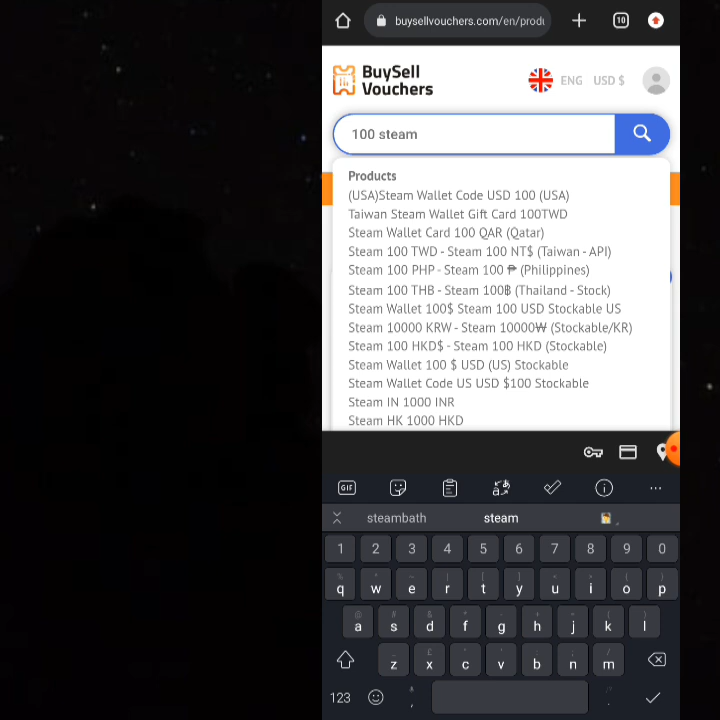 buysellvouchers.com/en/produ
10
BuySell
Vouchers
ENG USD $
100 steam
Products
(USA)Steam Wallet Code USD 100 (USA)
Taiwan Steam Wallet Gift Card 100TWD
Steam Wallet Card 100 QAR (Qatar)
Steam 100 TWD - Steam 100 NT$ (Taiwan - API)
Steam 100 PHP - Steam 100 ₱ (Philippines)
Steam 100 THB - Steam 100฿ (Thailand - Stock)
Steam Wallet 100$ Steam 100 USD Stockable US
Steam 10000 KRW - Steam 10000₩ (Stockable/KR)
Steam 100 HKD$ - Steam 100 HKD (Stockable)
Steam Wallet 100 $ USD (US) Stockable
Steam Wallet Code US USD $100 Stockable
Steam IN 1000 INR
Steam HK 1000 HKD
GIF
steambath steam
1 2 3 4 5 6 7 8 9 0
q w e r t y u i o p
a s d f g h j k l
z x c v b n m
123 , .